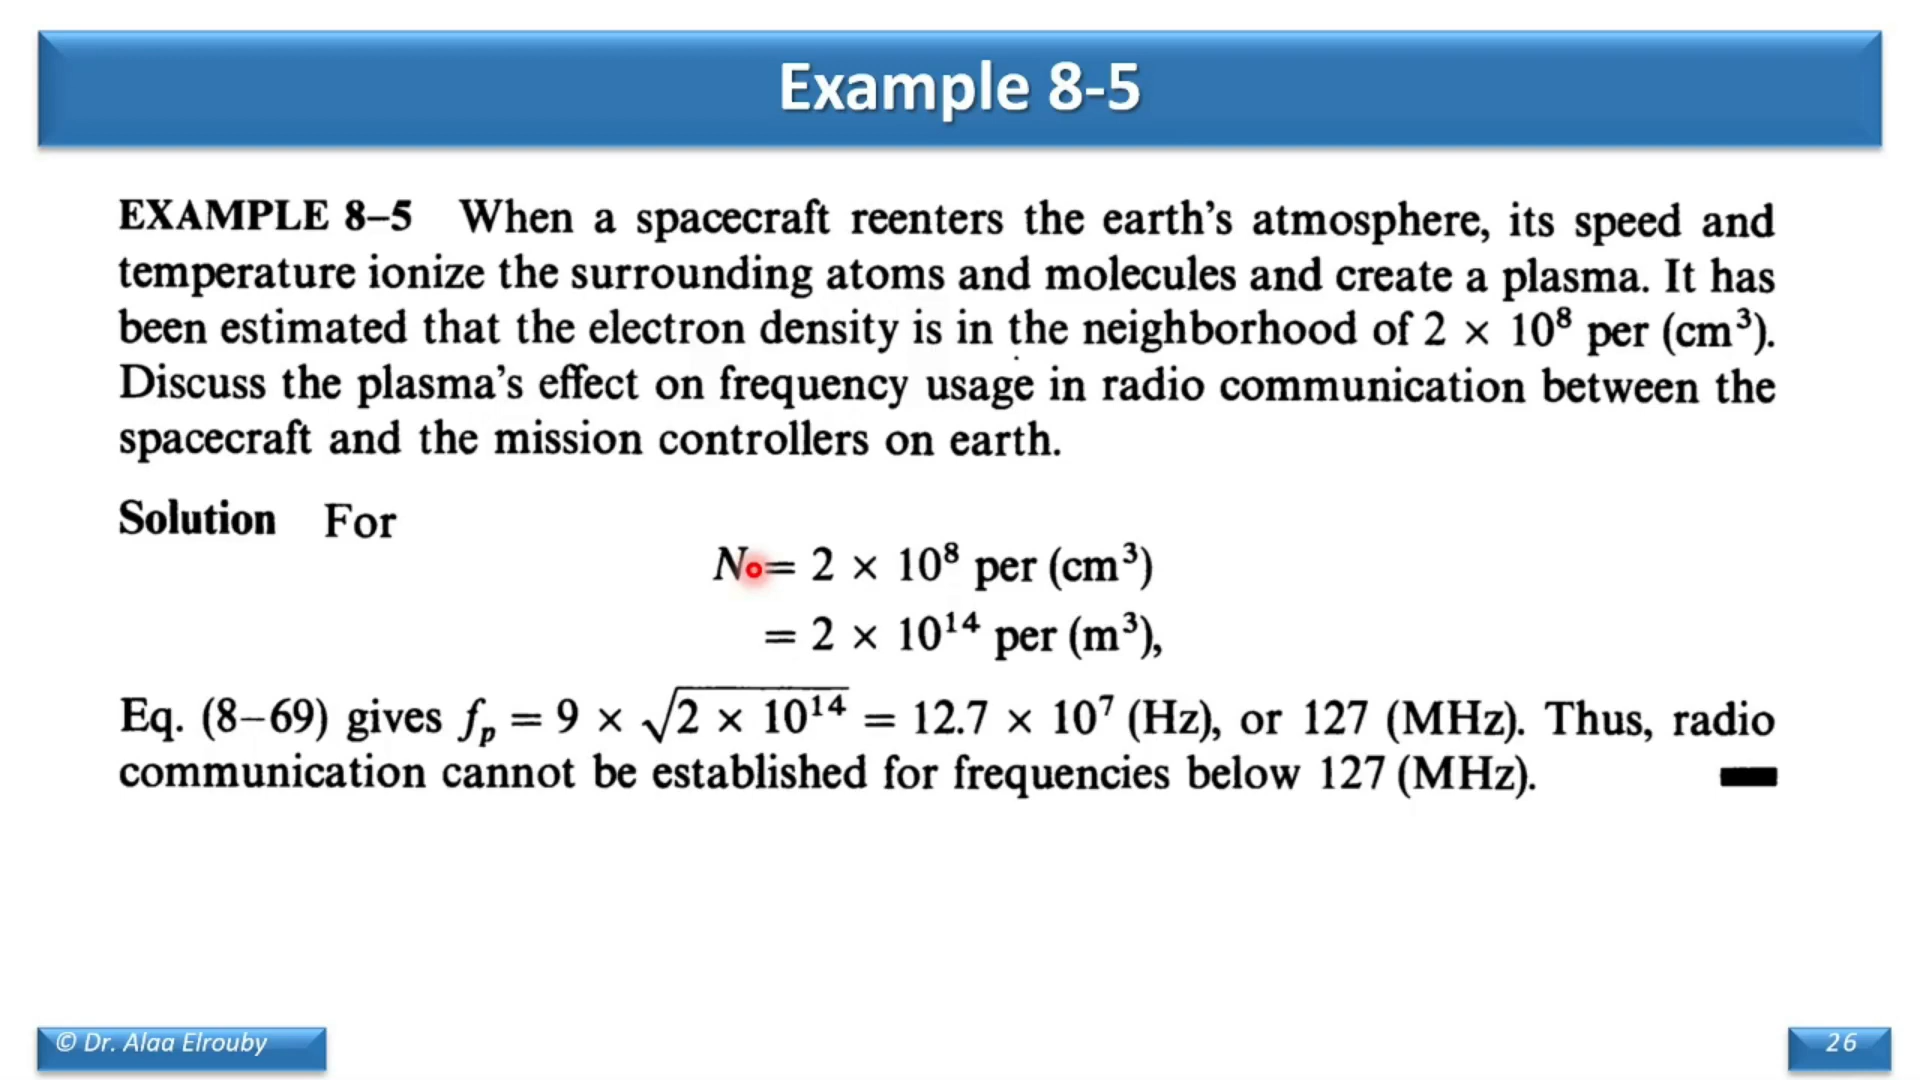 Example 8-5
EXAMPLE 8–5 When a spacecraft reenters the earth's atmosphere, its speed and
temperature ionize the surrounding atoms and molecules and create a plasma. It has
been estimated that the electron density is in the neighborhood of 2 × 10⁸ per (cm³).
Discuss the plasma's effect on frequency usage in radio communication between the
spacecraft and the mission controllers on earth.
Solution For
N = 2 × 10⁸ per (cm³)
= 2 × 10¹⁴ per (m³),
Eq. (8–69) gives fₚ = 9 × √(2 × 10¹⁴) = 12.7 × 10⁷ (Hz), or 127 (MHz). Thus, radio
communication cannot be established for frequencies below 127 (MHz).
© Dr. Alaa Elrouby
26